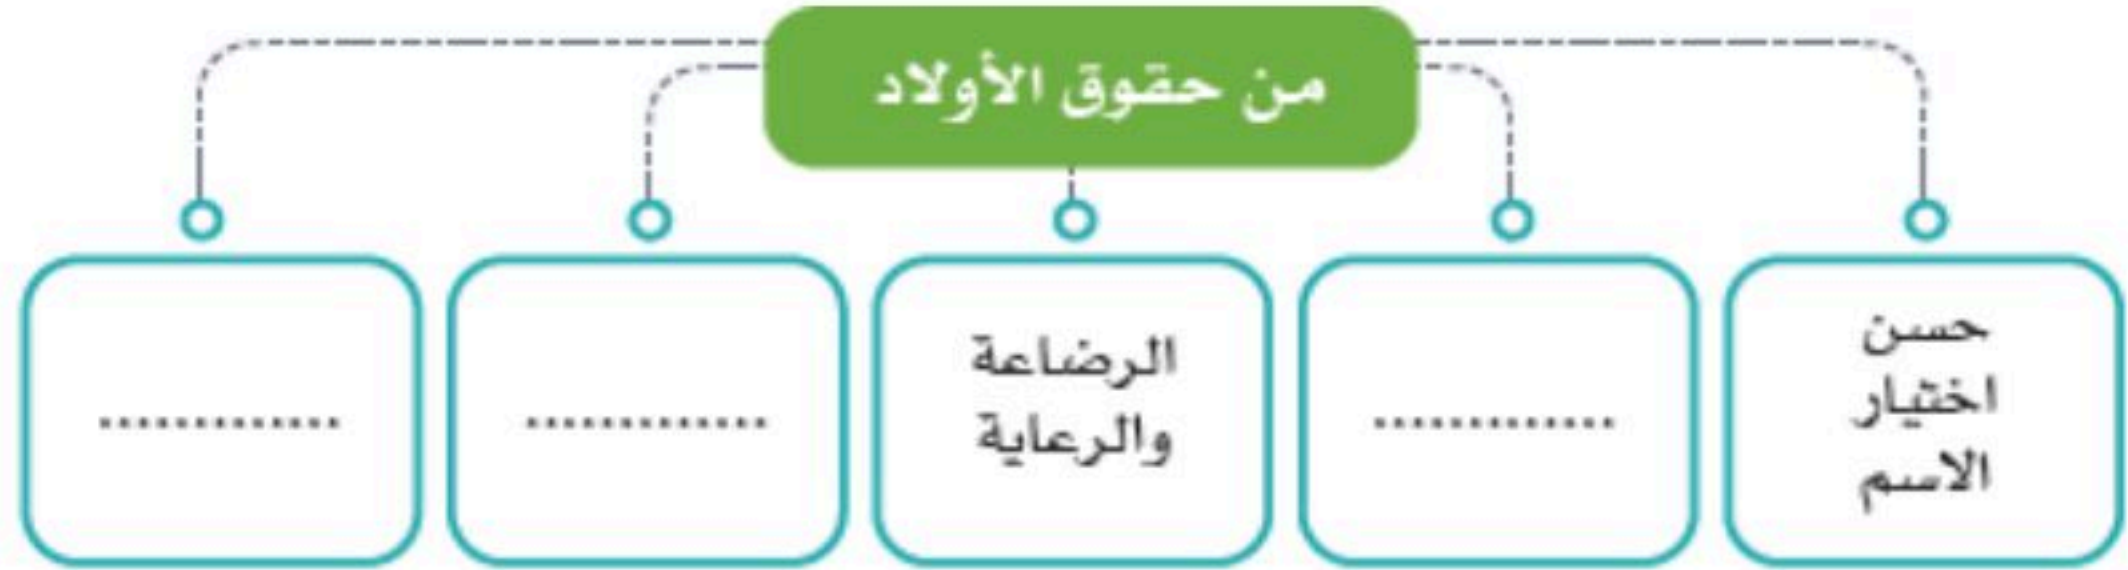 من حقوق الأولاد
حسن
اختيار
الاسم
.............
الرضاعة
والرعاية
.............
.............